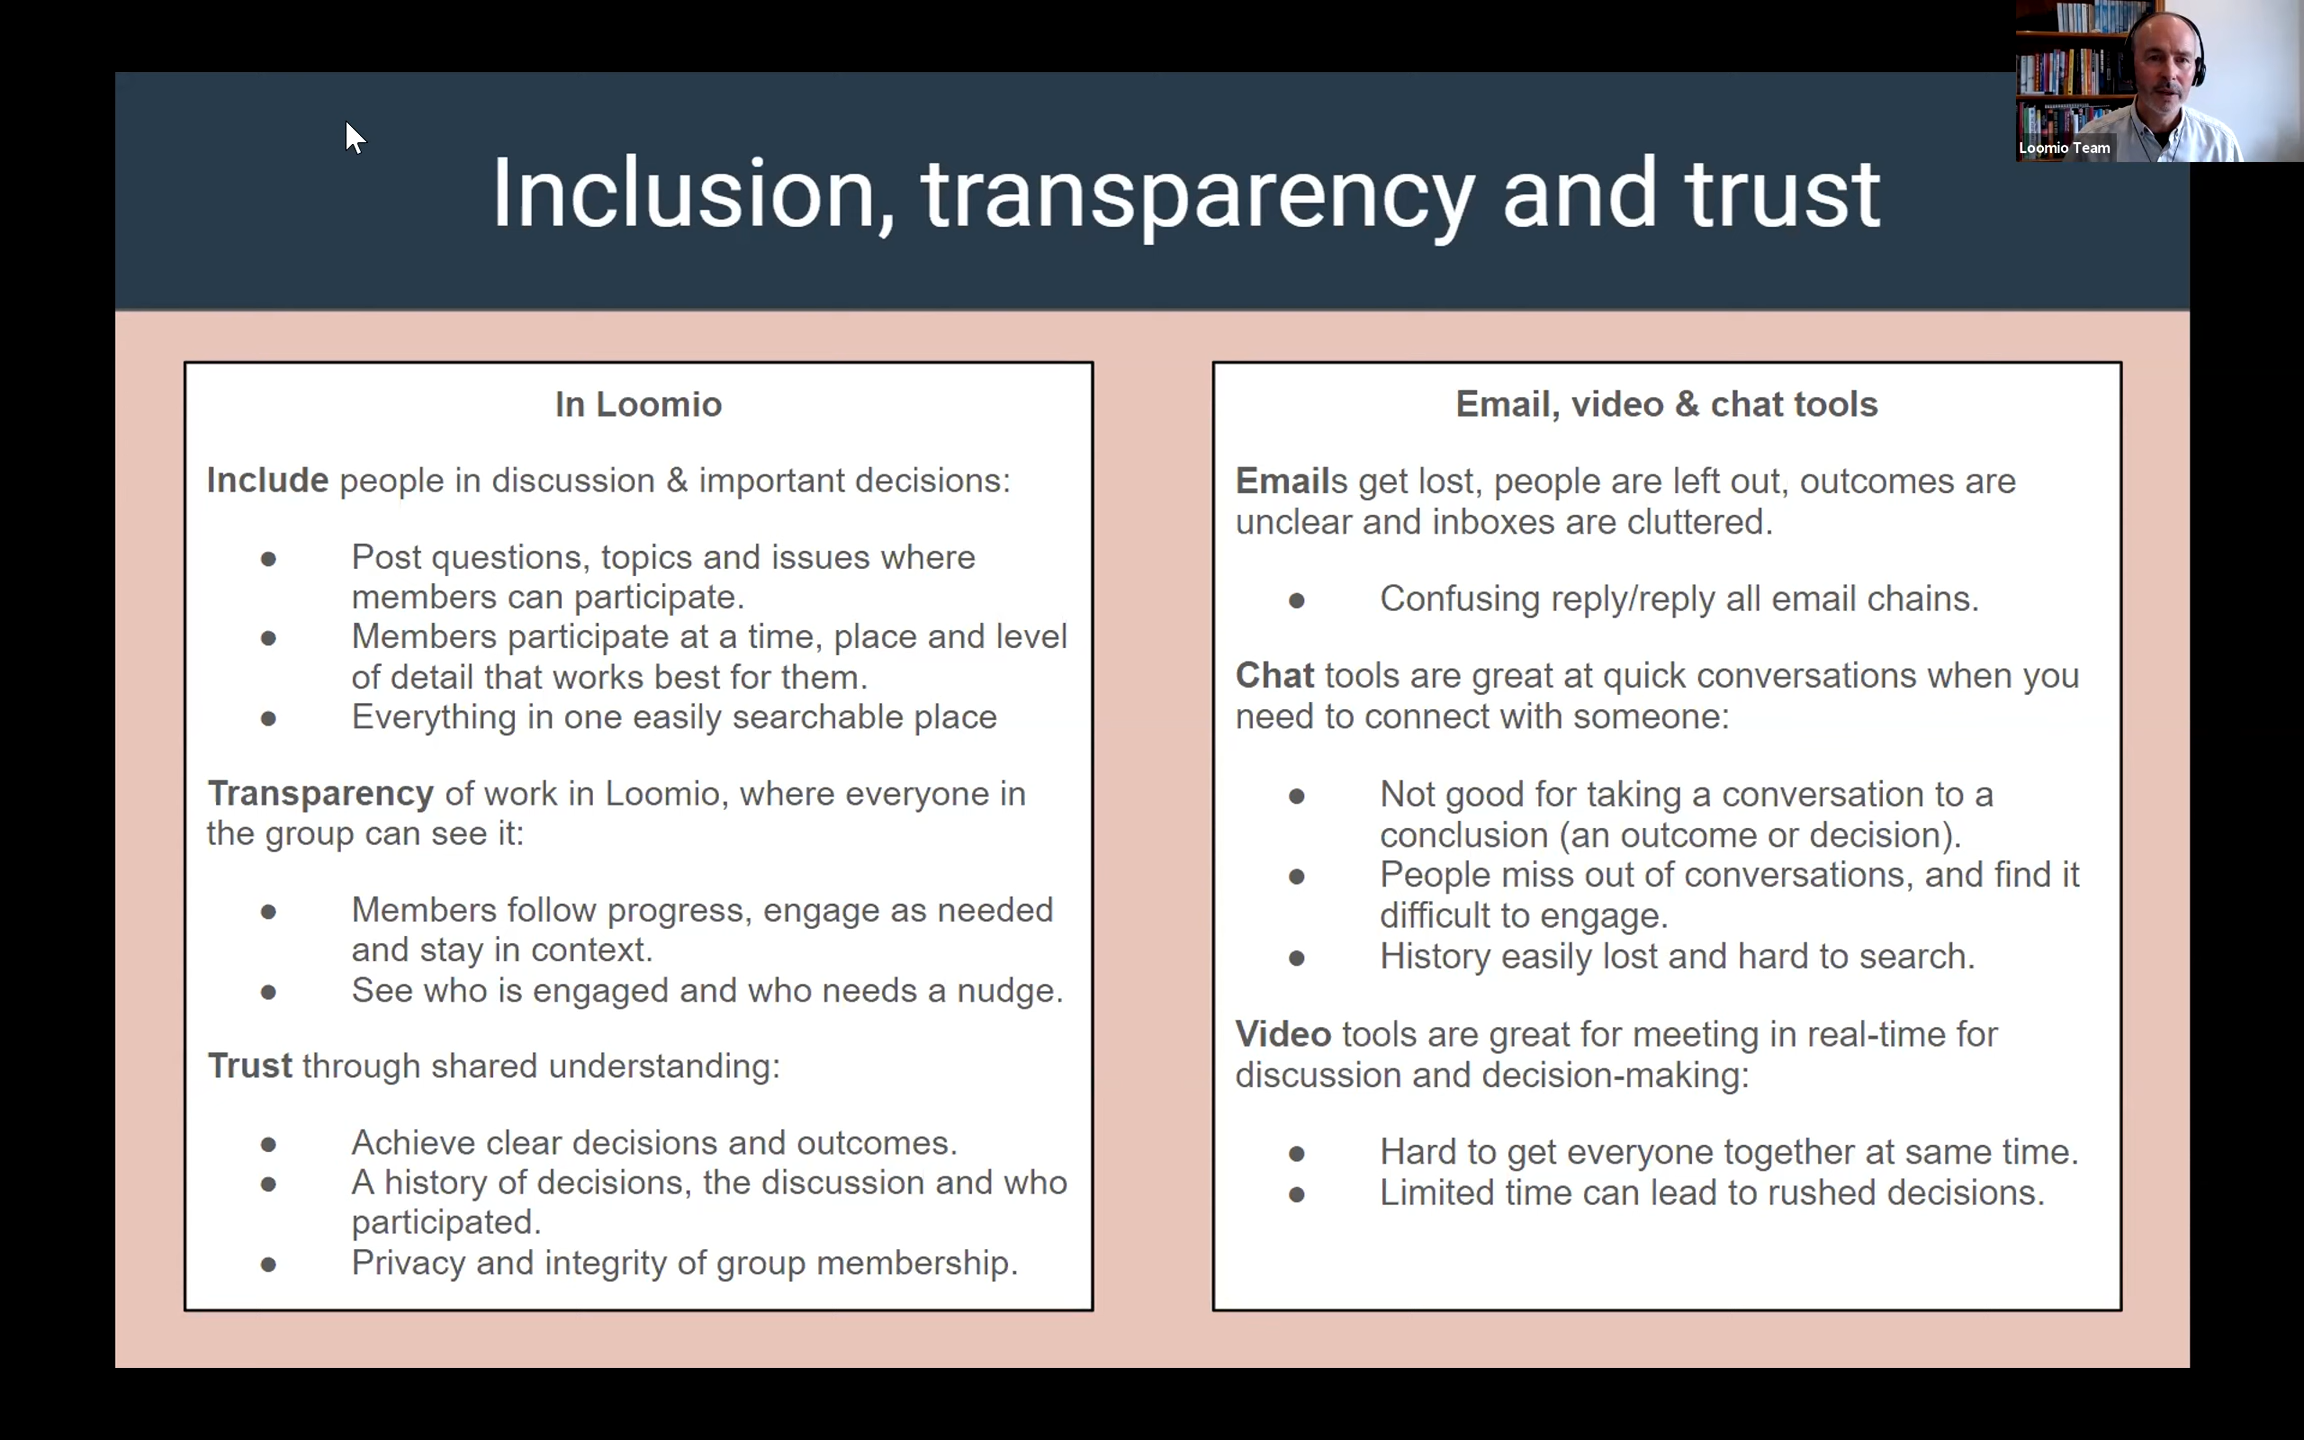 Loomio Team
Inclusion, transparency and trust
In Loomio
Include people in discussion & important decisions:
● Post questions, topics and issues where
members can participate.
● Members participate at a time, place and level
of detail that works best for them.
● Everything in one easily searchable place
Transparency of work in Loomio, where everyone in
the group can see it:
● Members follow progress, engage as needed
and stay in context.
● See who is engaged and who needs a nudge.
Trust through shared understanding:
● Achieve clear decisions and outcomes.
● A history of decisions, the discussion and who
participated.
● Privacy and integrity of group membership.
Email, video & chat tools
Emails get lost, people are left out, outcomes are
unclear and inboxes are cluttered.
● Confusing reply/reply all email chains.
Chat tools are great at quick conversations when you
need to connect with someone:
● Not good for taking a conversation to a
conclusion (an outcome or decision).
● People miss out of conversations, and find it
difficult to engage.
● History easily lost and hard to search.
Video tools are great for meeting in real-time for
discussion and decision-making:
● Hard to get everyone together at same time.
● Limited time can lead to rushed decisions.